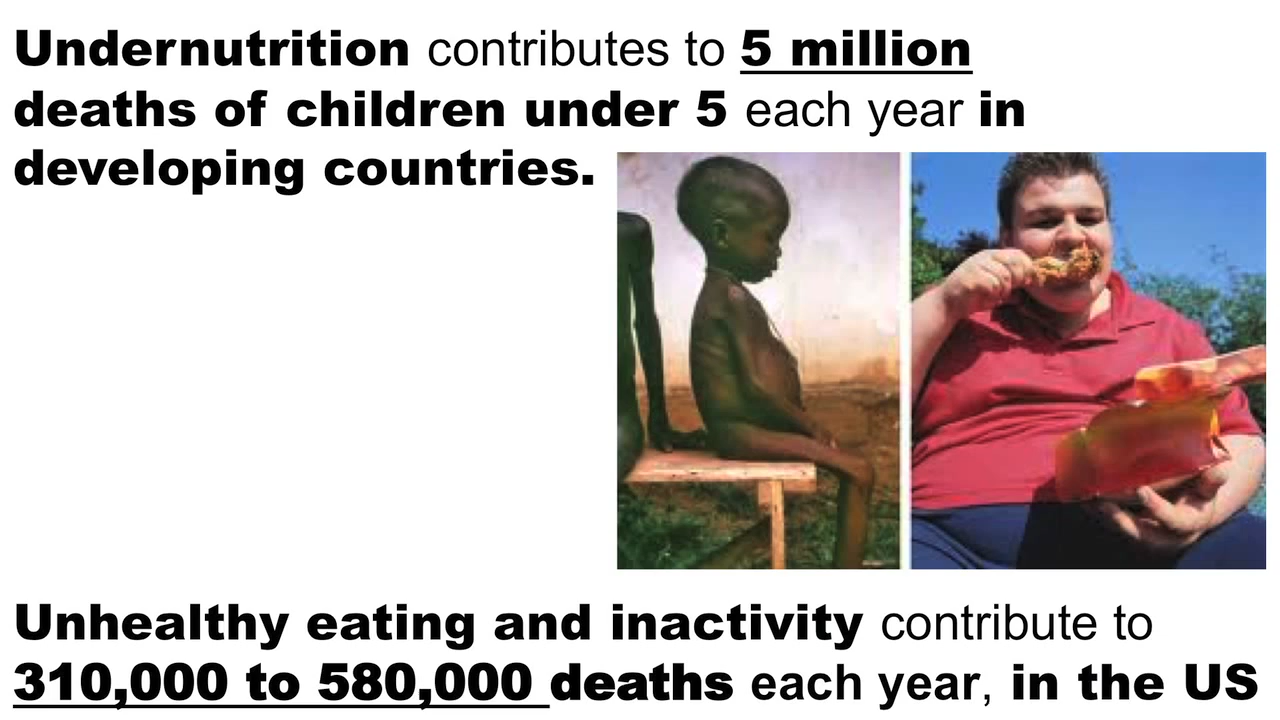 Undernutrition contributes to 5 million
deaths of children under 5 each year in
developing countries.
Unhealthy eating and inactivity contribute to
310,000 to 580,000 deaths each year, in the US